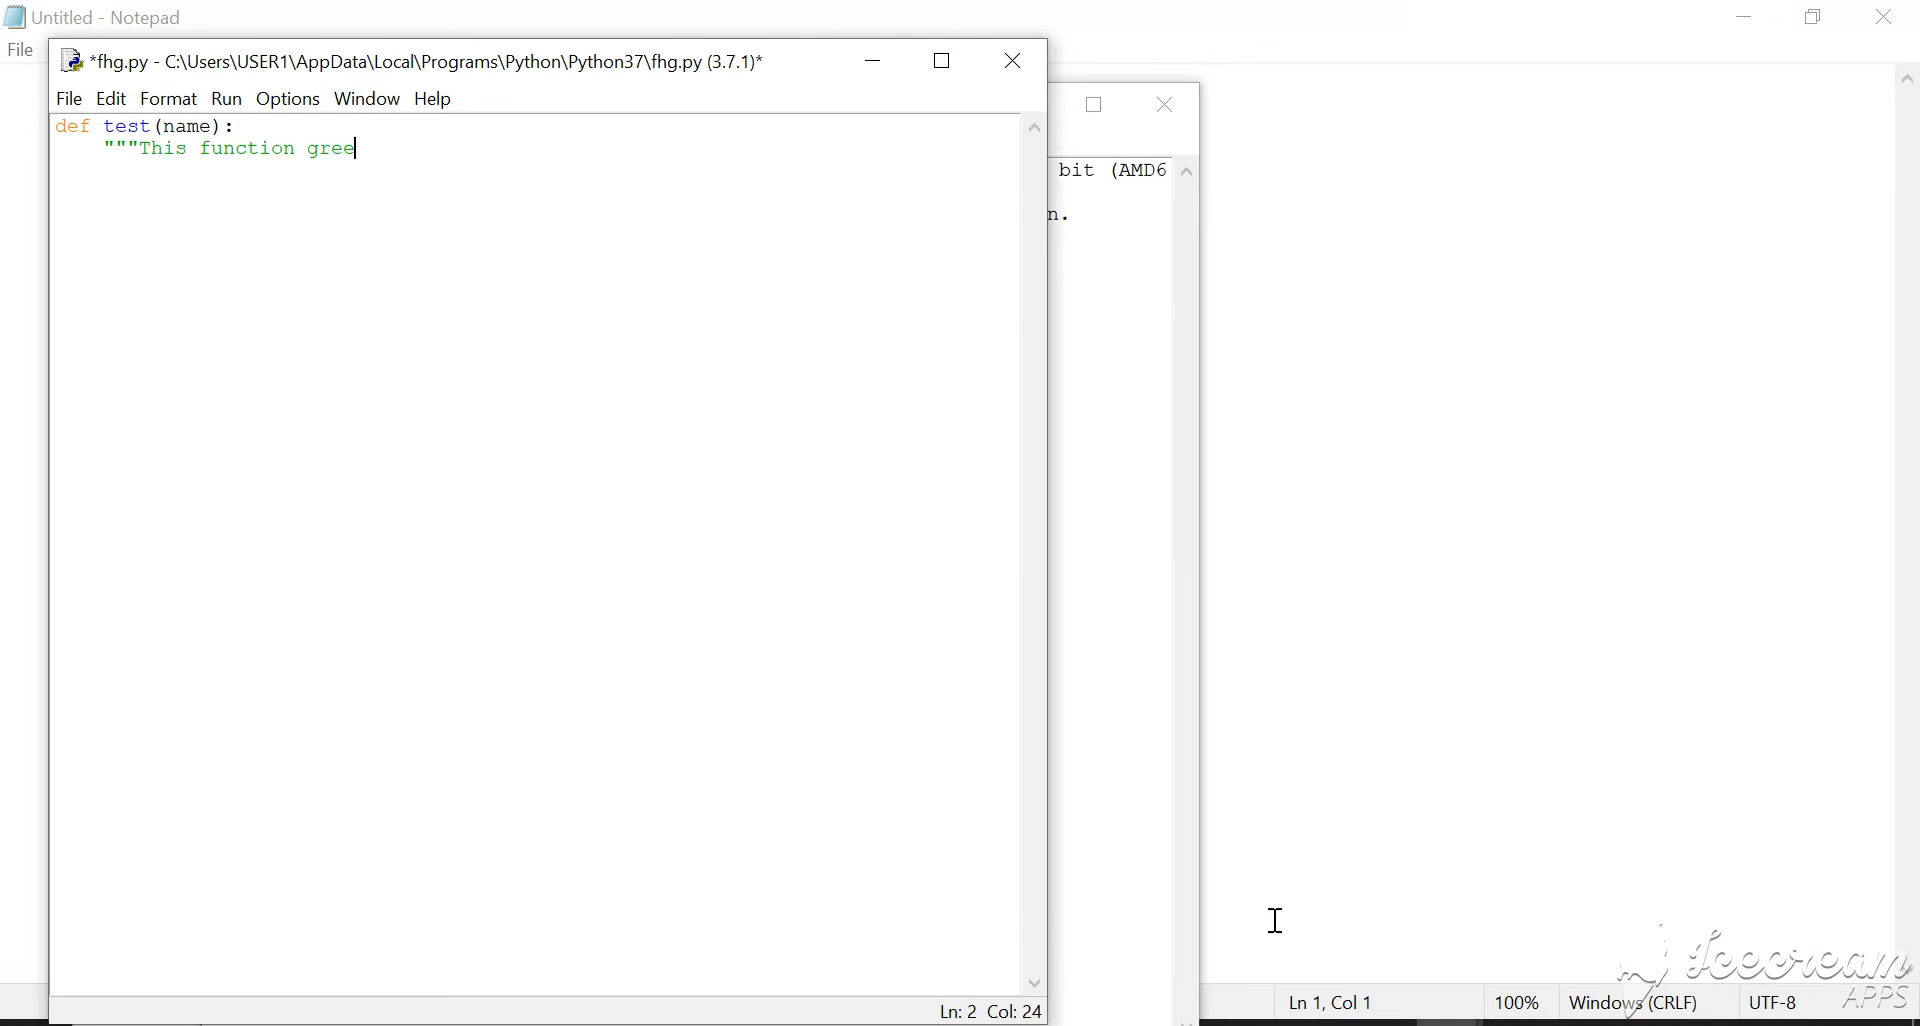 Untitled - Notepad
File
*fhg.py - C:\Users\USER1\AppData\Local\Programs\Python\Python37\fhg.py (3.7.1)*
File Edit Format Run Options Window Help
def test(name):
    """This function gree
bit (AMD6
n.
Ln: 2 Col: 24
Ln 1, Col 1
100%
Windows (CRLF)
UTF-8
Icecream
APPS